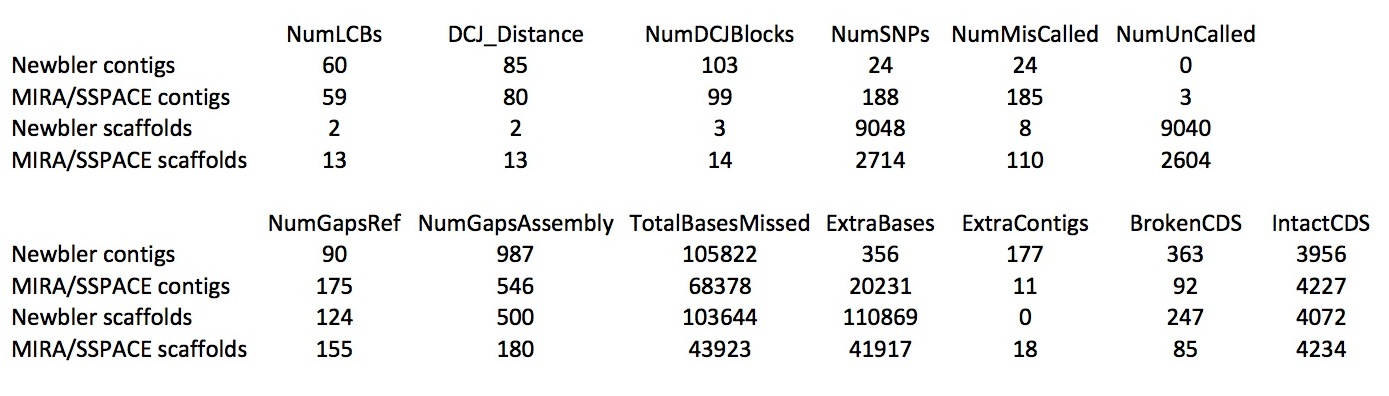 NumLCBs DCJ_Distance NumDCJBlocks NumSNPs NumMisCalled NumUnCalled
Newbler contigs 60 85 103 24 24 0
MIRA/SSPACE contigs 59 80 99 188 185 3
Newbler scaffolds 2 2 3 9048 8 9040
MIRA/SSPACE scaffolds 13 13 14 2714 110 2604
NumGapsRef NumGapsAssembly TotalBasesMissed ExtraBases ExtraContigs BrokenCDS IntactCDS
Newbler contigs 90 987 105822 356 177 363 3956
MIRA/SSPACE contigs 175 546 68378 20231 11 92 4227
Newbler scaffolds 124 500 103644 110869 0 247 4072
MIRA/SSPACE scaffolds 155 180 43923 41917 18 85 4234